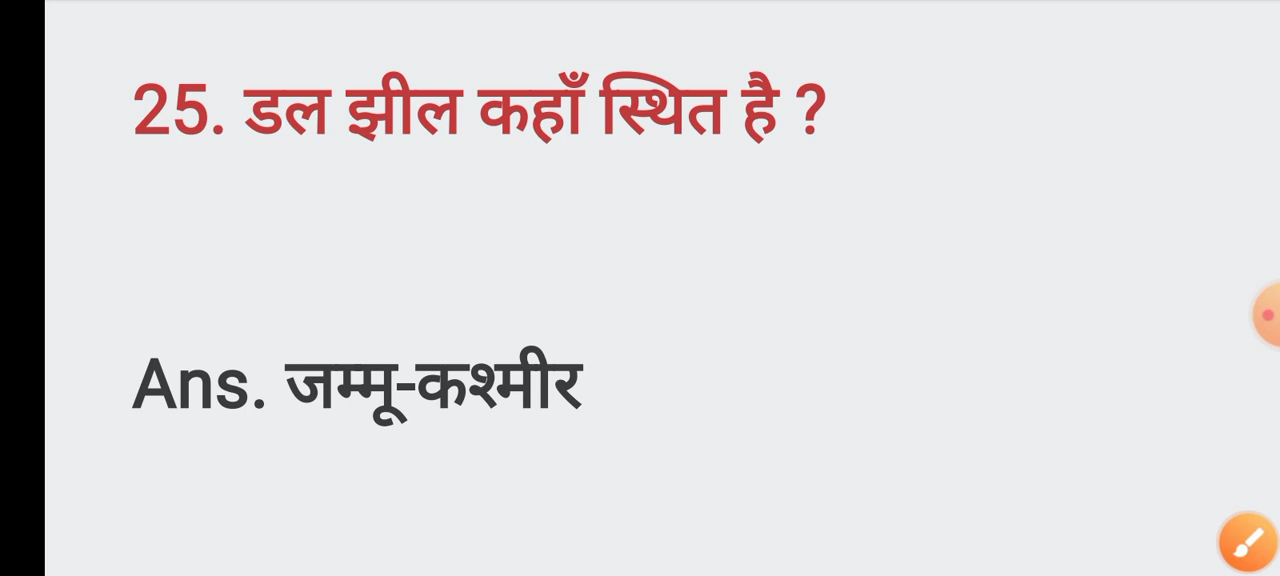 25. डल झील कहाँ स्थित है ?
Ans. जम्मू-कश्मीर